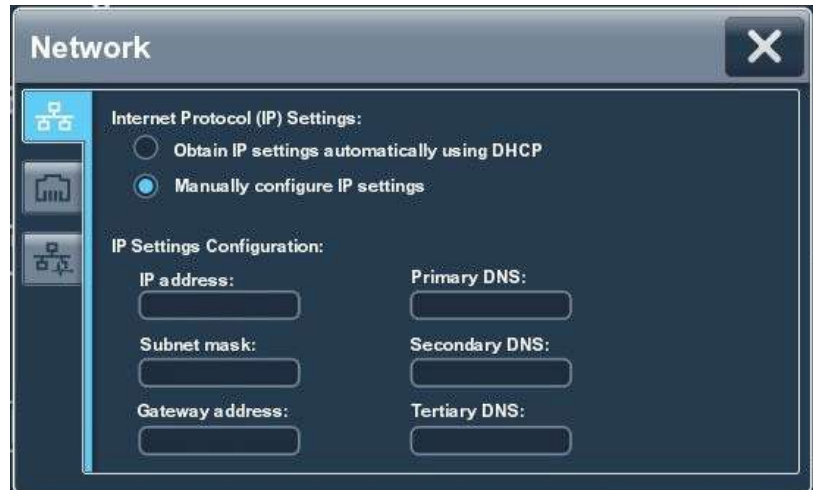 Network
Internet Protocol (IP) Settings:
Obtain IP settings automatically using DHCP
Manually configure IP settings
IP Settings Configuration:
IP address:
Primary DNS:
Subnet mask:
Secondary DNS:
Gateway address:
Tertiary DNS: